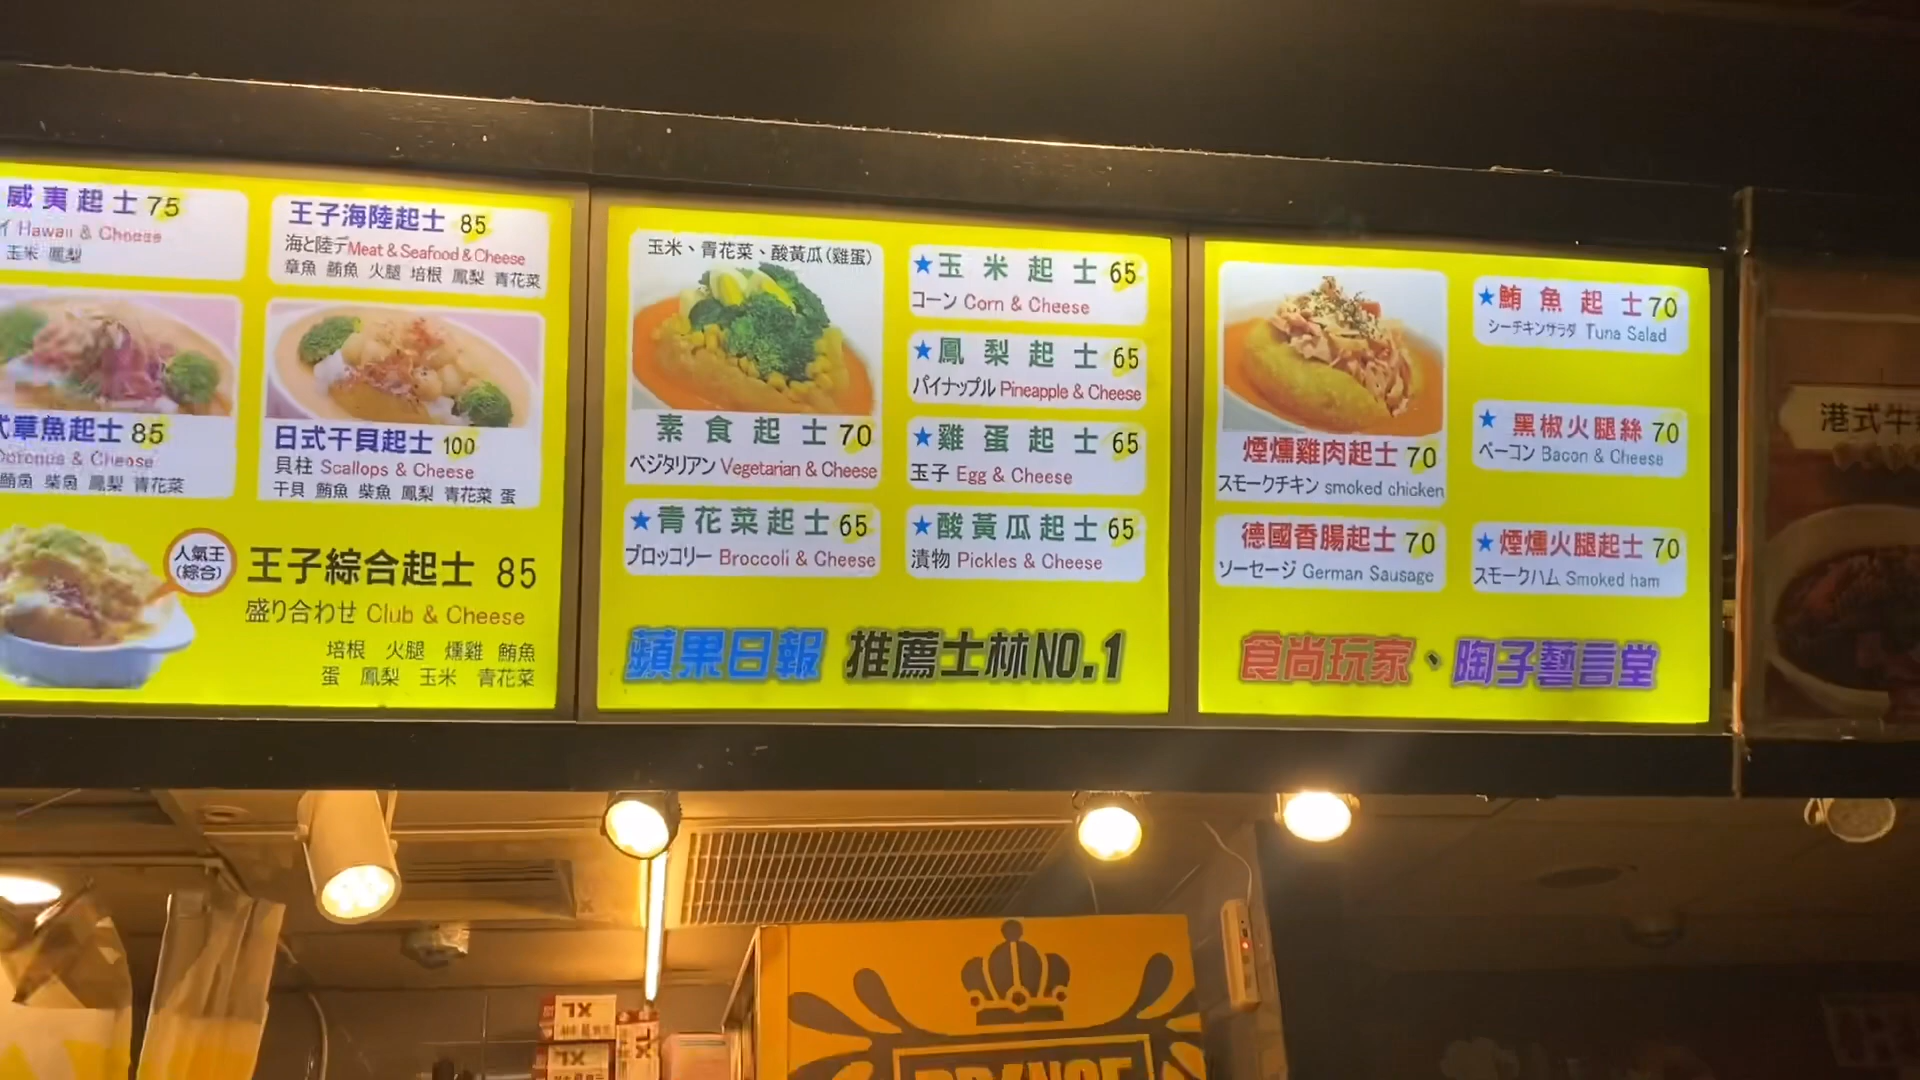 威夷起士 75
Hawaii & Cheese
玉米 鳳梨
王子海陸起士 85
海と陸デMeat & Seafood & Cheese
章魚 鮪魚 火腿 培根 鳳梨 青花菜
式章魚起士 85
& Cheese
鮪魚 柴魚 鳳梨 青花菜
日式干貝起士 100
貝柱 Scallops & Cheese
干貝 鮪魚 柴魚 鳳梨 青花菜 蛋
人氣王
(綜合)
王子綜合起士 85
盛り合わせ Club & Cheese
培根 火腿 燻雞 鮪魚
蛋 鳳梨 玉米 青花菜
玉米、青花菜、酸黃瓜(雞蛋)
素食起士 70
ベジタリアン Vegetarian & Cheese
★青花菜起士 65
ブロッコリー Broccoli & Cheese
★玉米起士 65
コーン Corn & Cheese
★鳳梨起士 65
パイナップル Pineapple & Cheese
★雞蛋起士 65
玉子 Egg & Cheese
★酸黃瓜起士 65
漬物 Pickles & Cheese
蘋果日報 推薦士林NO.1
煙燻雞肉起士 70
スモークチキン smoked chicken
德國香腸起士 70
ソーセージ German Sausage
★鮪魚起士 70
シーチキンサラダ Tuna Salad
★黑椒火腿絲 70
ベーコン Bacon & Cheese
★煙燻火腿起士 70
スモークハム Smoked ham
食尚玩家、陶子藝言堂
港式牛
XL
XL
XL
PRINCE